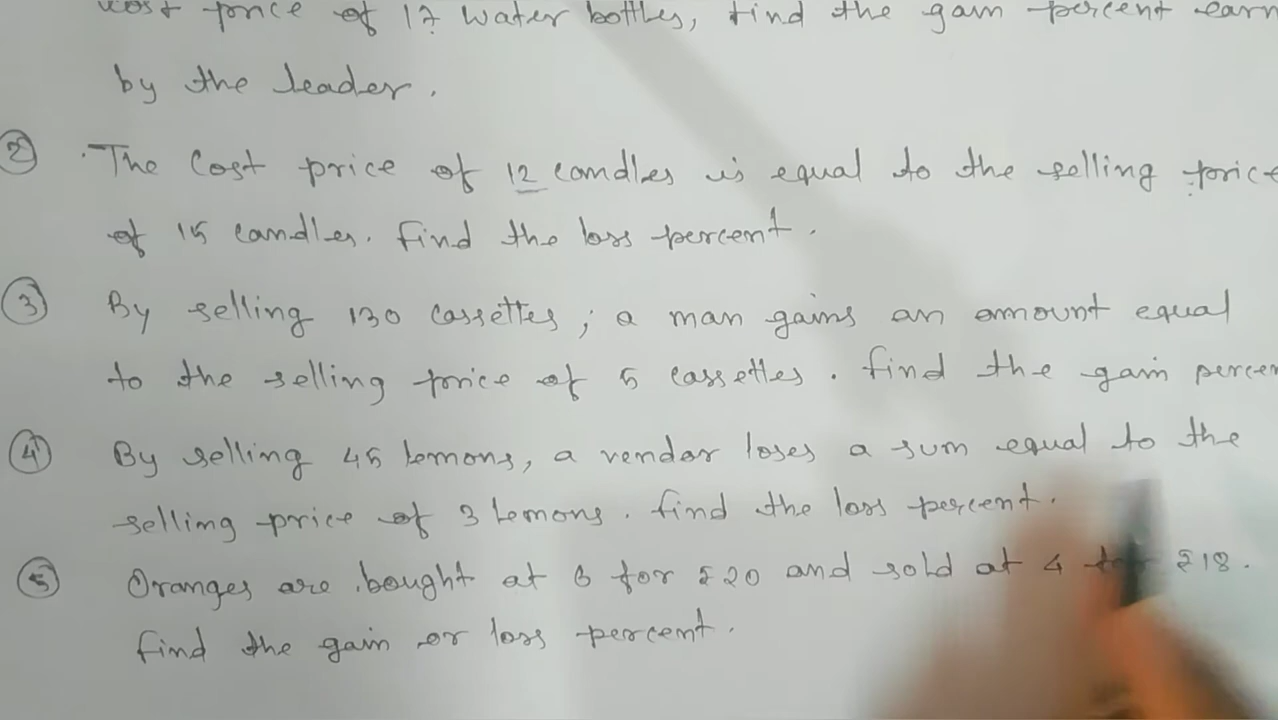 cost price of 17 water bottles, find the gain percent earn
by the leader.
② The Cost price of 12 candles is equal to the selling price
of 15 candles. find the loss percent.
③ By selling 130 cassettes; a man gains an amount equal
to the selling price of 5 cassettes. find the gain percen
④ By selling 45 lemons, a vendor loses a sum equal to the
selling price of 3 lemons. find the loss percent.
⑤ Oranges are bought at 6 for ₹20 and sold at 4 for ₹18.
find the gain or loss percent.